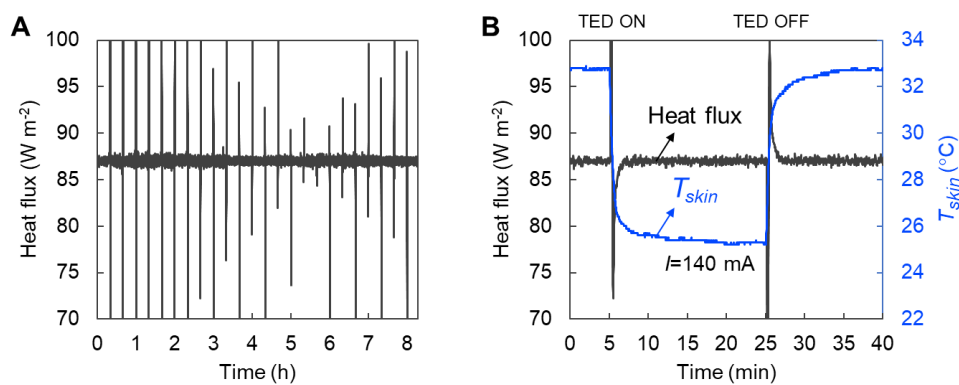 A
Heat flux (W m-2)
100
95
90
85
80
75
70
0 1 2 3 4 5 6 7 8
Time (h)
B
TED ON
TED OFF
Heat flux (W m-2)
100
95
90
85
80
75
70
Heat flux
Tskin
I=140 mA
34
32
30
28
26
24
22
Tskin (°C)
0 5 10 15 20 25 30 35 40
Time (min)